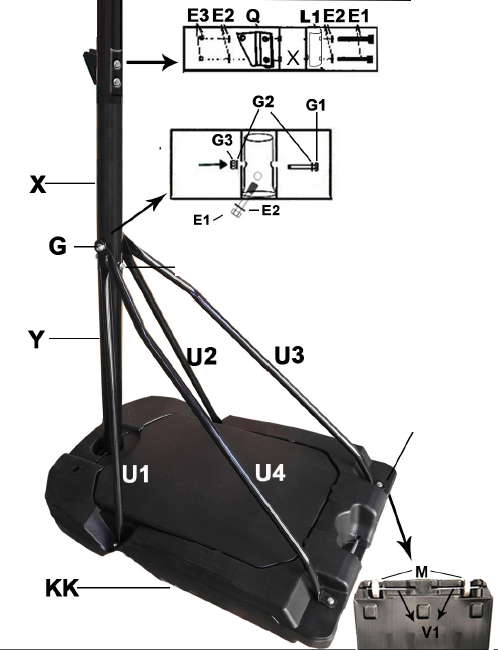 E3 E2 Q L1 E2 E1
X
G2 G1
G3
E1 E2
X
G
Y
U2 U3
U1 U4
KK
M
V1